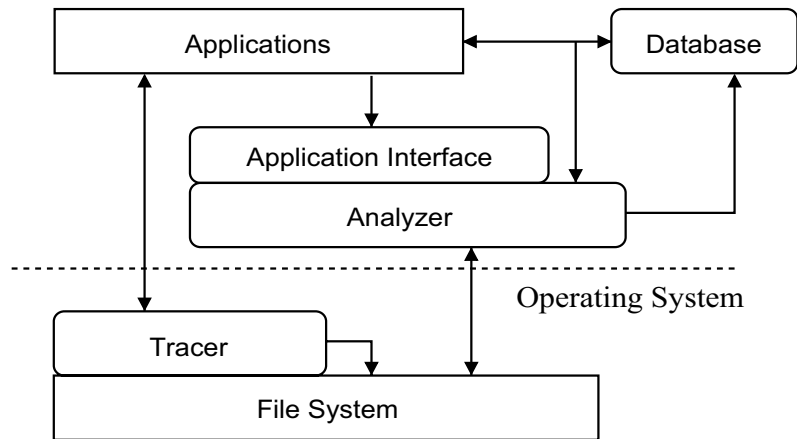 Applications
Database
Application Interface
Analyzer
Operating System
Tracer
File System